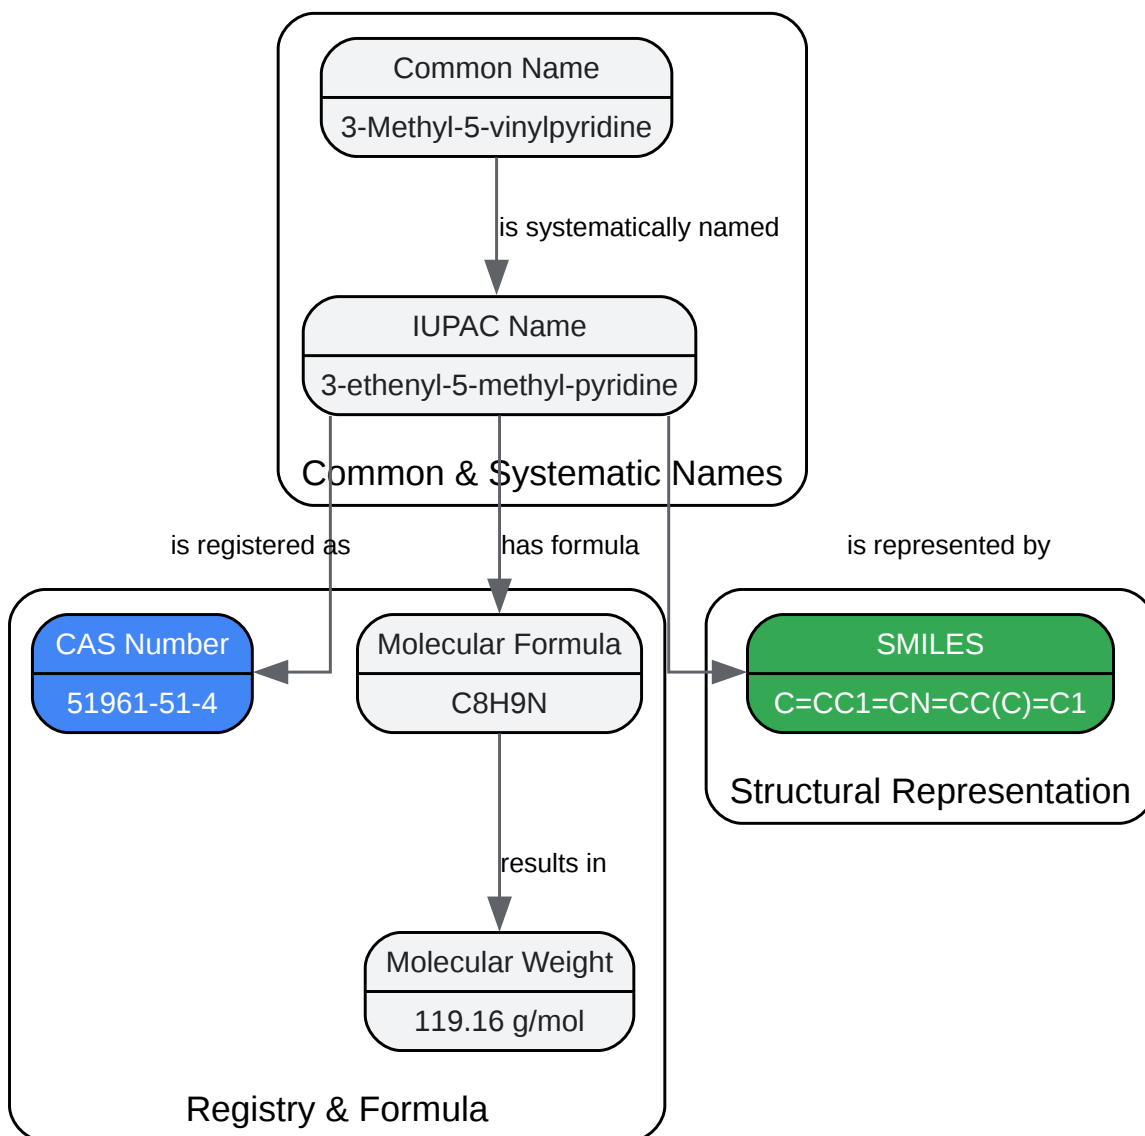 Common Name
3-Methyl-5-vinylpyridine
is systematically named
IUPAC Name
3-ethenyl-5-methyl-pyridine
Common & Systematic Names
is registered as
has formula
is represented by
CAS Number
51961-51-4
Molecular Formula
C8H9N
SMILES
C=CC1=CN=CC(C)=C1
Structural Representation
results in
Molecular Weight
119.16 g/mol
Registry & Formula